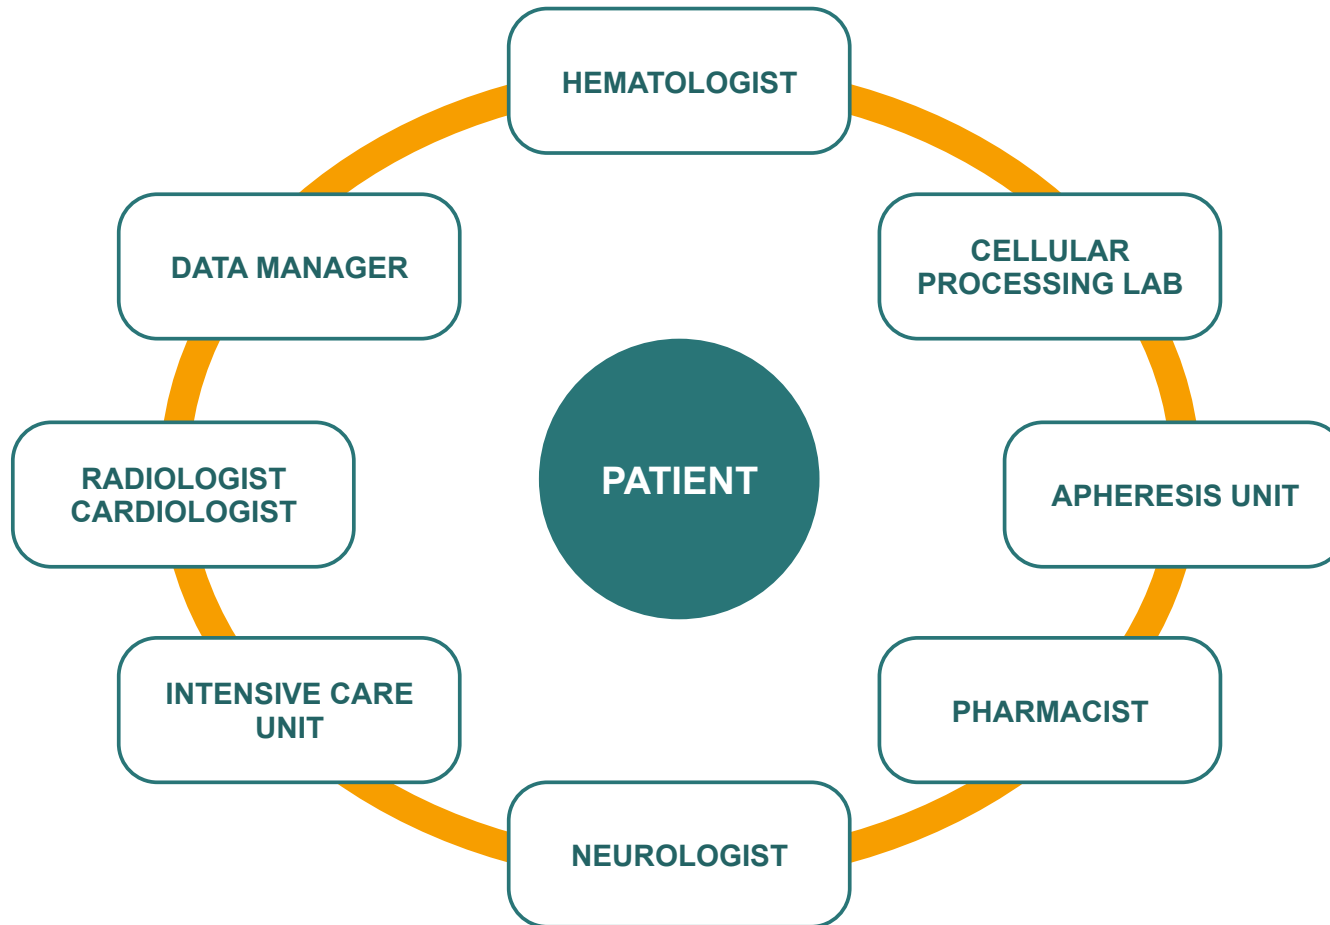 HEMATOLOGIST
DATA MANAGER
CELLULAR
PROCESSING LAB
RADIOLOGIST
CARDIOLOGIST
PATIENT
APHERESIS UNIT
INTENSIVE CARE
UNIT
PHARMACIST
NEUROLOGIST